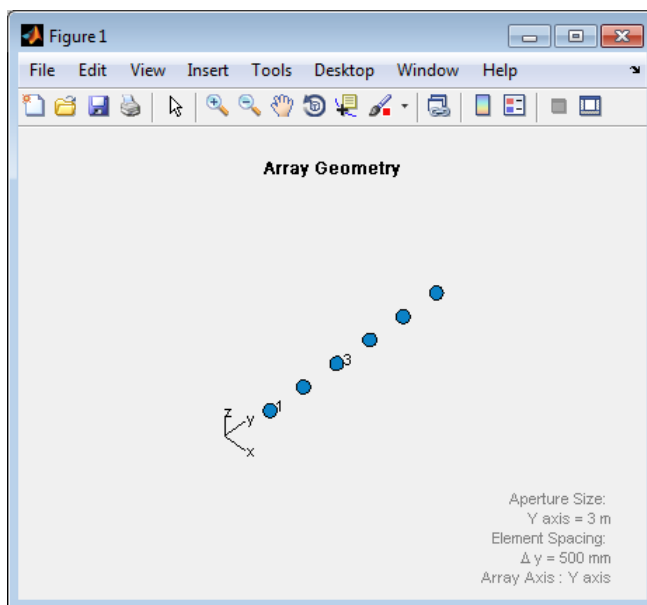 Figure 1
File Edit View Insert Tools Desktop Window Help
Array Geometry
3
1
z
y
x
Aperture Size:
Y axis = 3 m
Element Spacing:
Δ y = 500 mm
Array Axis : Y axis